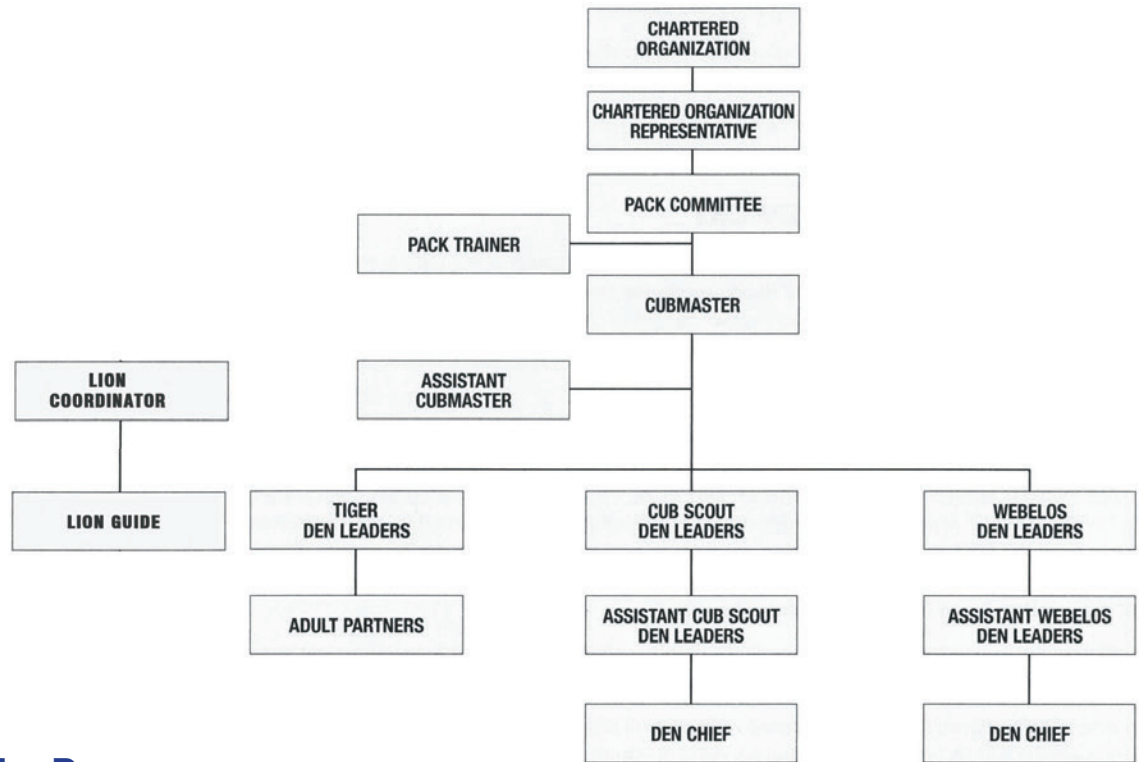 CHARTERED
ORGANIZATION
CHARTERED ORGANIZATION
REPRESENTATIVE
PACK COMMITTEE
PACK TRAINER
CUBMASTER
LION
COORDINATOR
ASSISTANT
CUBMASTER
LION GUIDE
TIGER
DEN LEADERS
CUB SCOUT
DEN LEADERS
WEBELOS
DEN LEADERS
ADULT PARTNERS
ASSISTANT CUB SCOUT
DEN LEADERS
ASSISTANT WEBELOS
DEN LEADERS
DEN CHIEF
DEN CHIEF